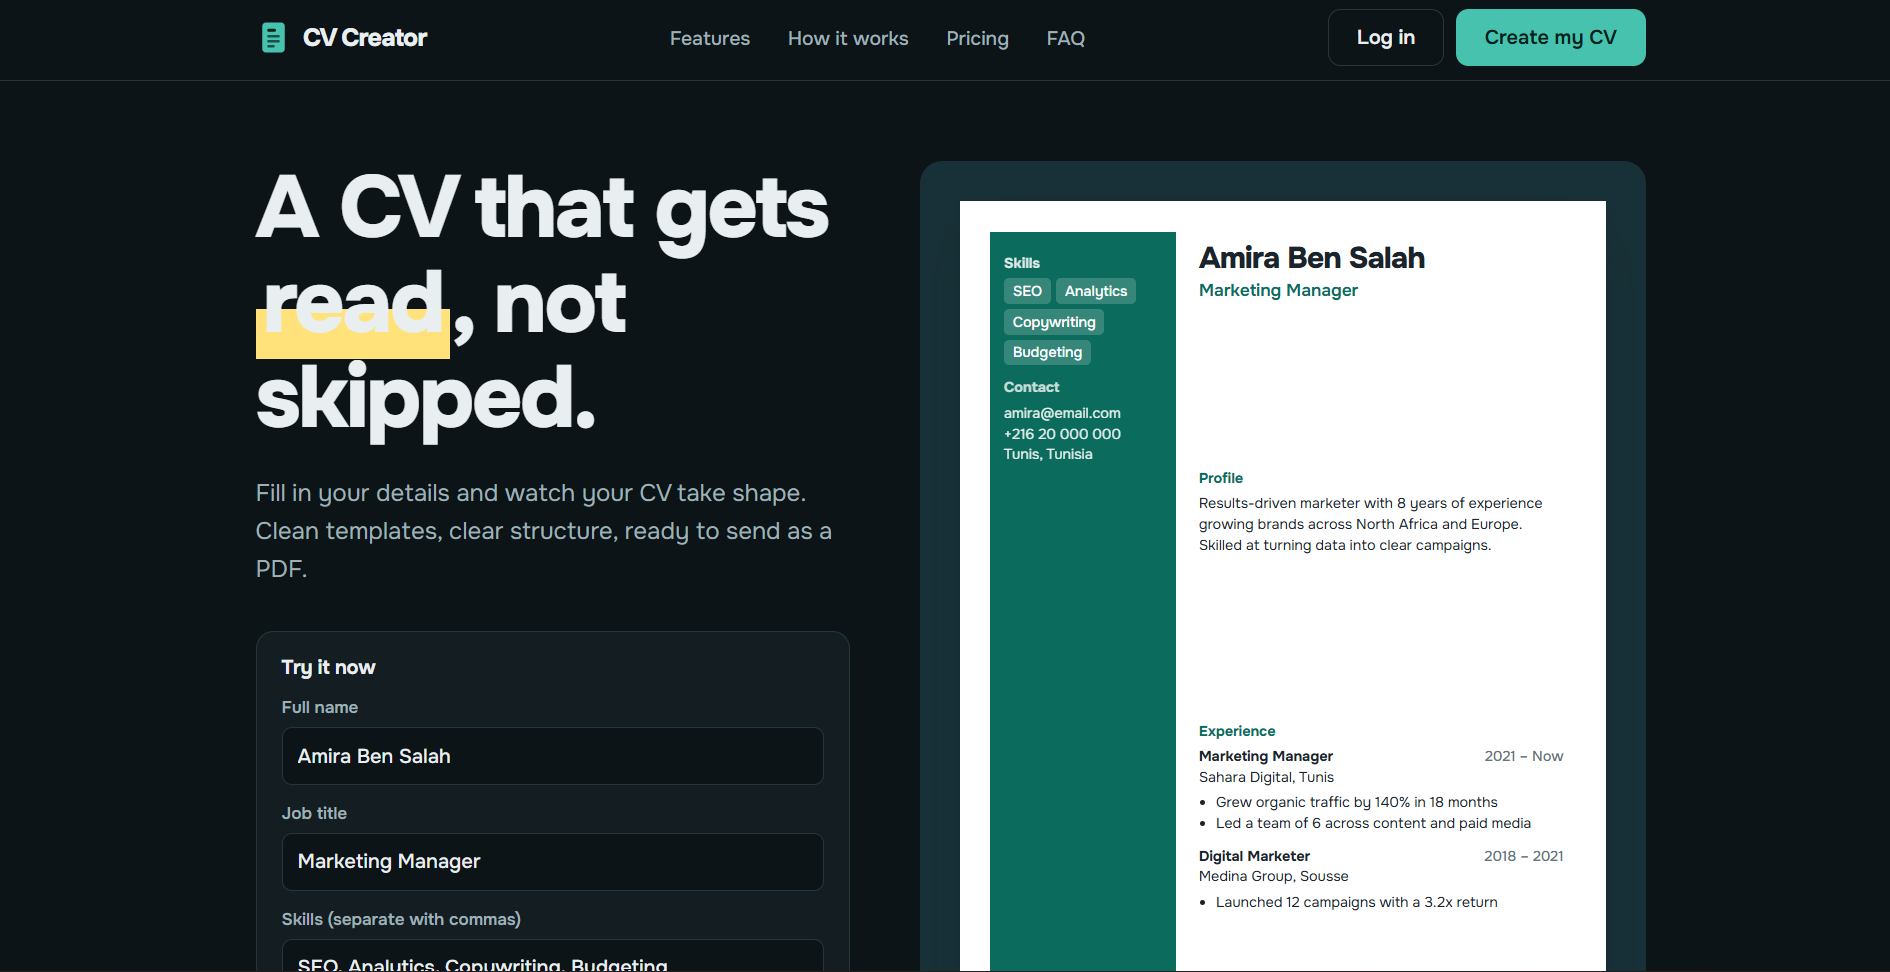 CV Creator
Features
How it works
Pricing
FAQ
Log in
Create my CV
A CV that gets
read, not
skipped.
Fill in your details and watch your CV take shape.
Clean templates, clear structure, ready to send as a
PDF.
Try it now
Full name
Amira Ben Salah
Job title
Marketing Manager
Skills (separate with commas)
SEO, Analytics, Copywriting, Budgeting
Skills
SEO
Analytics
Copywriting
Budgeting
Contact
amira@email.com
+216 20 000 000
Tunis, Tunisia
Amira Ben Salah
Marketing Manager
Profile
Results-driven marketer with 8 years of experience
growing brands across North Africa and Europe.
Skilled at turning data into clear campaigns.
Experience
Marketing Manager 2021 – Now
Sahara Digital, Tunis
• Grew organic traffic by 140% in 18 months
• Led a team of 6 across content and paid media
Digital Marketer 2018 – 2021
Medina Group, Sousse
• Launched 12 campaigns with a 3.2x return